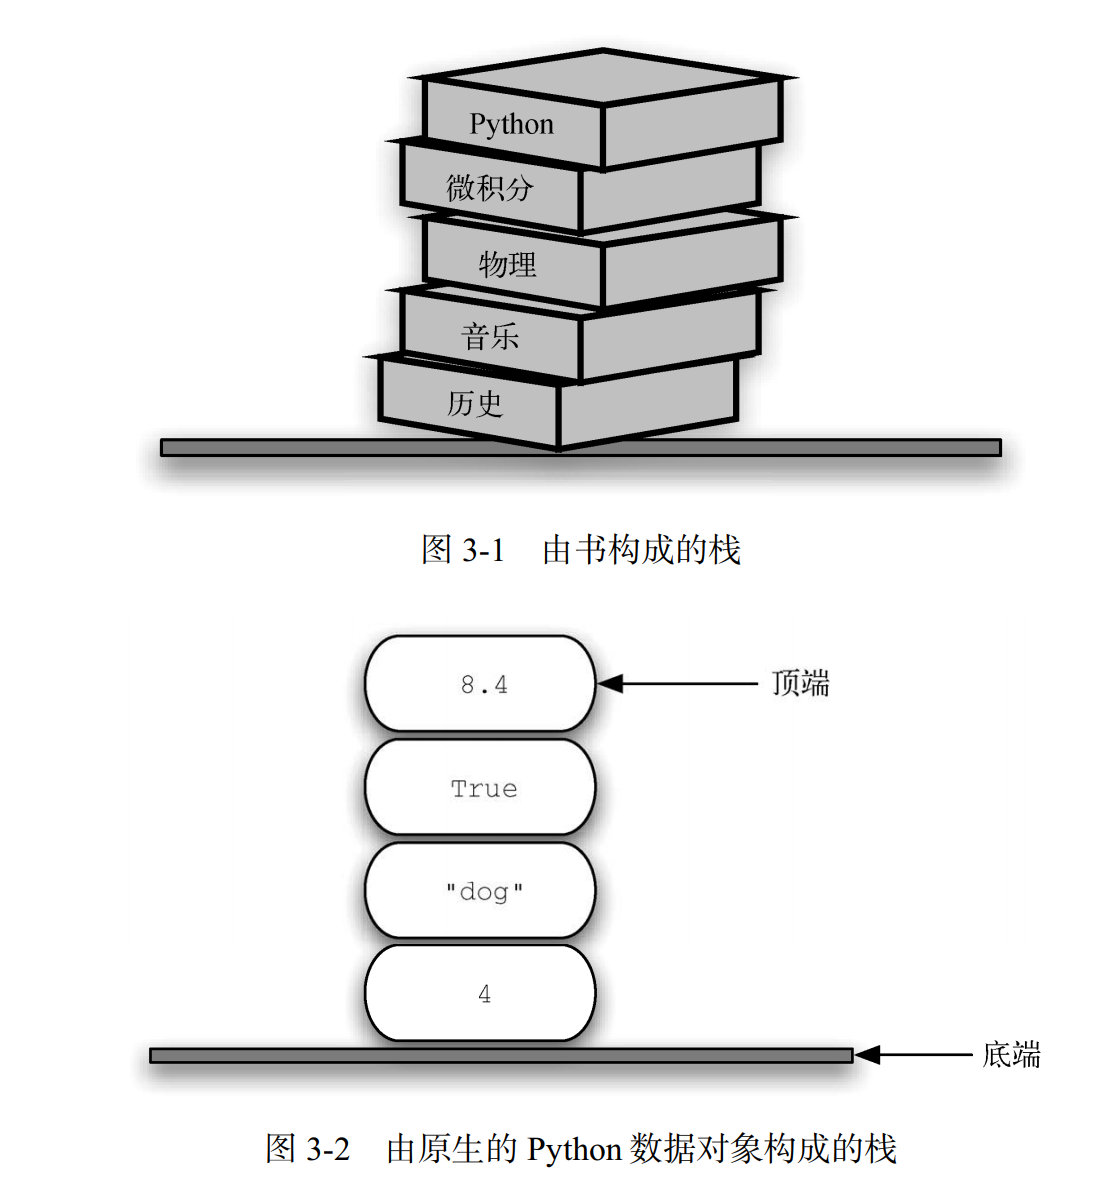 Python
微积分
物理
音乐
历史
图 3-1 由书构成的栈
8.4
顶端
True
"dog"
4
底端
图 3-2 由原生的 Python 数据对象构成的栈